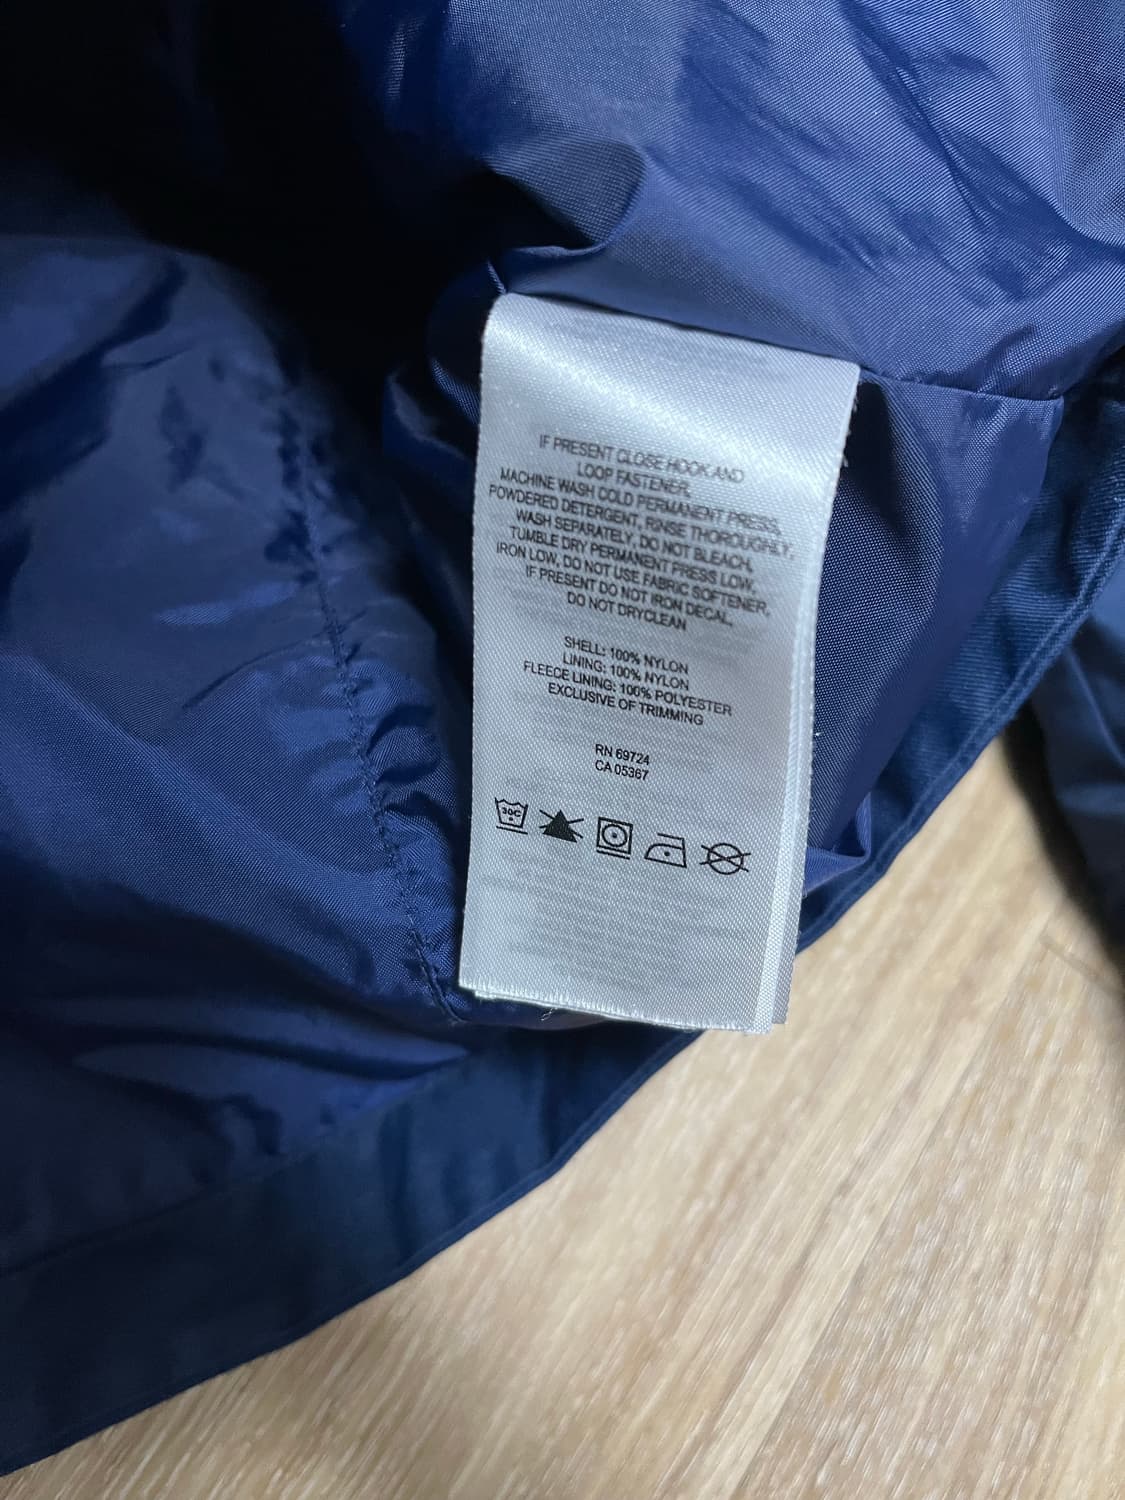 IF PRESENT CLOSE HOOK AND
LOOP FASTENER,
MACHINE WASH COLD PERMANENT PRESS,
POWDERED DETERGENT, RINSE THOROUGHLY,
WASH SEPARATELY, DO NOT BLEACH,
TUMBLE DRY PERMANENT PRESS LOW,
IRON LOW, DO NOT USE FABRIC SOFTENER,
IF PRESENT DO NOT IRON DECAL,
DO NOT DRYCLEAN
SHELL: 100% NYLON
LINING: 100% NYLON
FLEECE LINING: 100% POLYESTER
EXCLUSIVE OF TRIMMING
RN 69724
CA 05367
30C